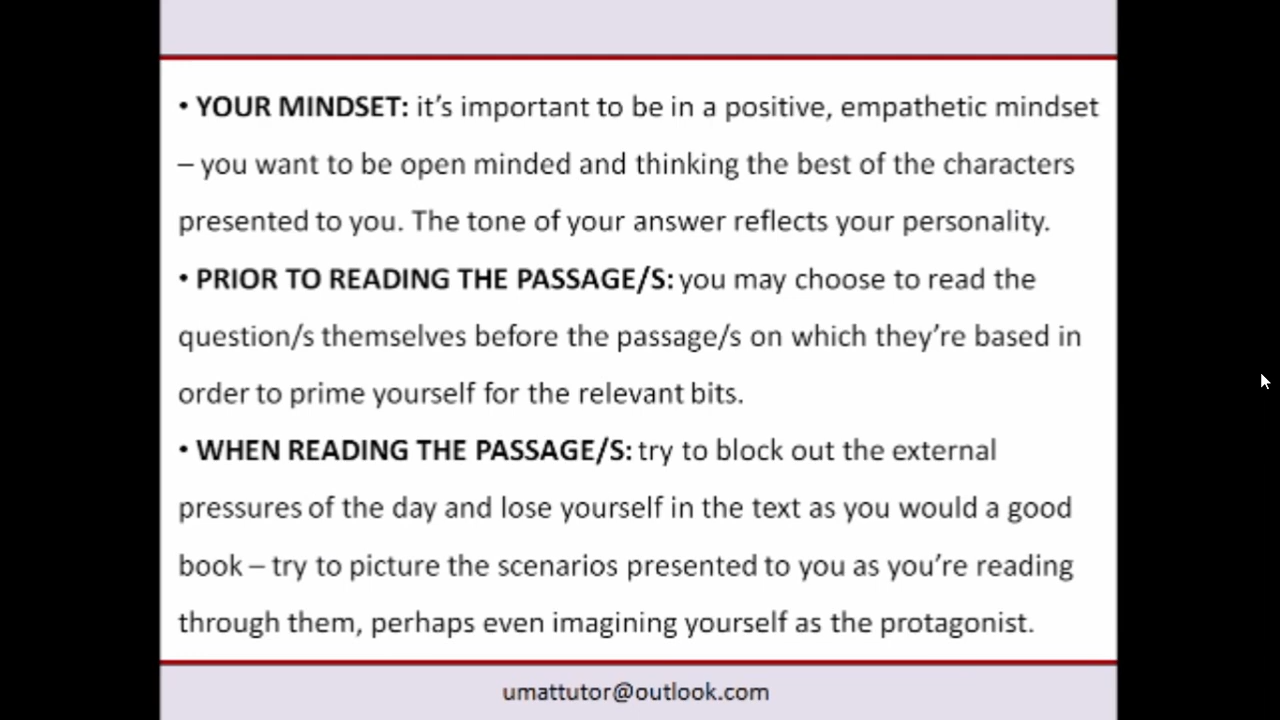 • YOUR MINDSET: it’s important to be in a positive, empathetic mindset
– you want to be open minded and thinking the best of the characters
presented to you. The tone of your answer reflects your personality.
• PRIOR TO READING THE PASSAGE/S: you may choose to read the
question/s themselves before the passage/s on which they’re based in
order to prime yourself for the relevant bits.
• WHEN READING THE PASSAGE/S: try to block out the external
pressures of the day and lose yourself in the text as you would a good
book – try to picture the scenarios presented to you as you’re reading
through them, perhaps even imagining yourself as the protagonist.
umattutor@outlook.com